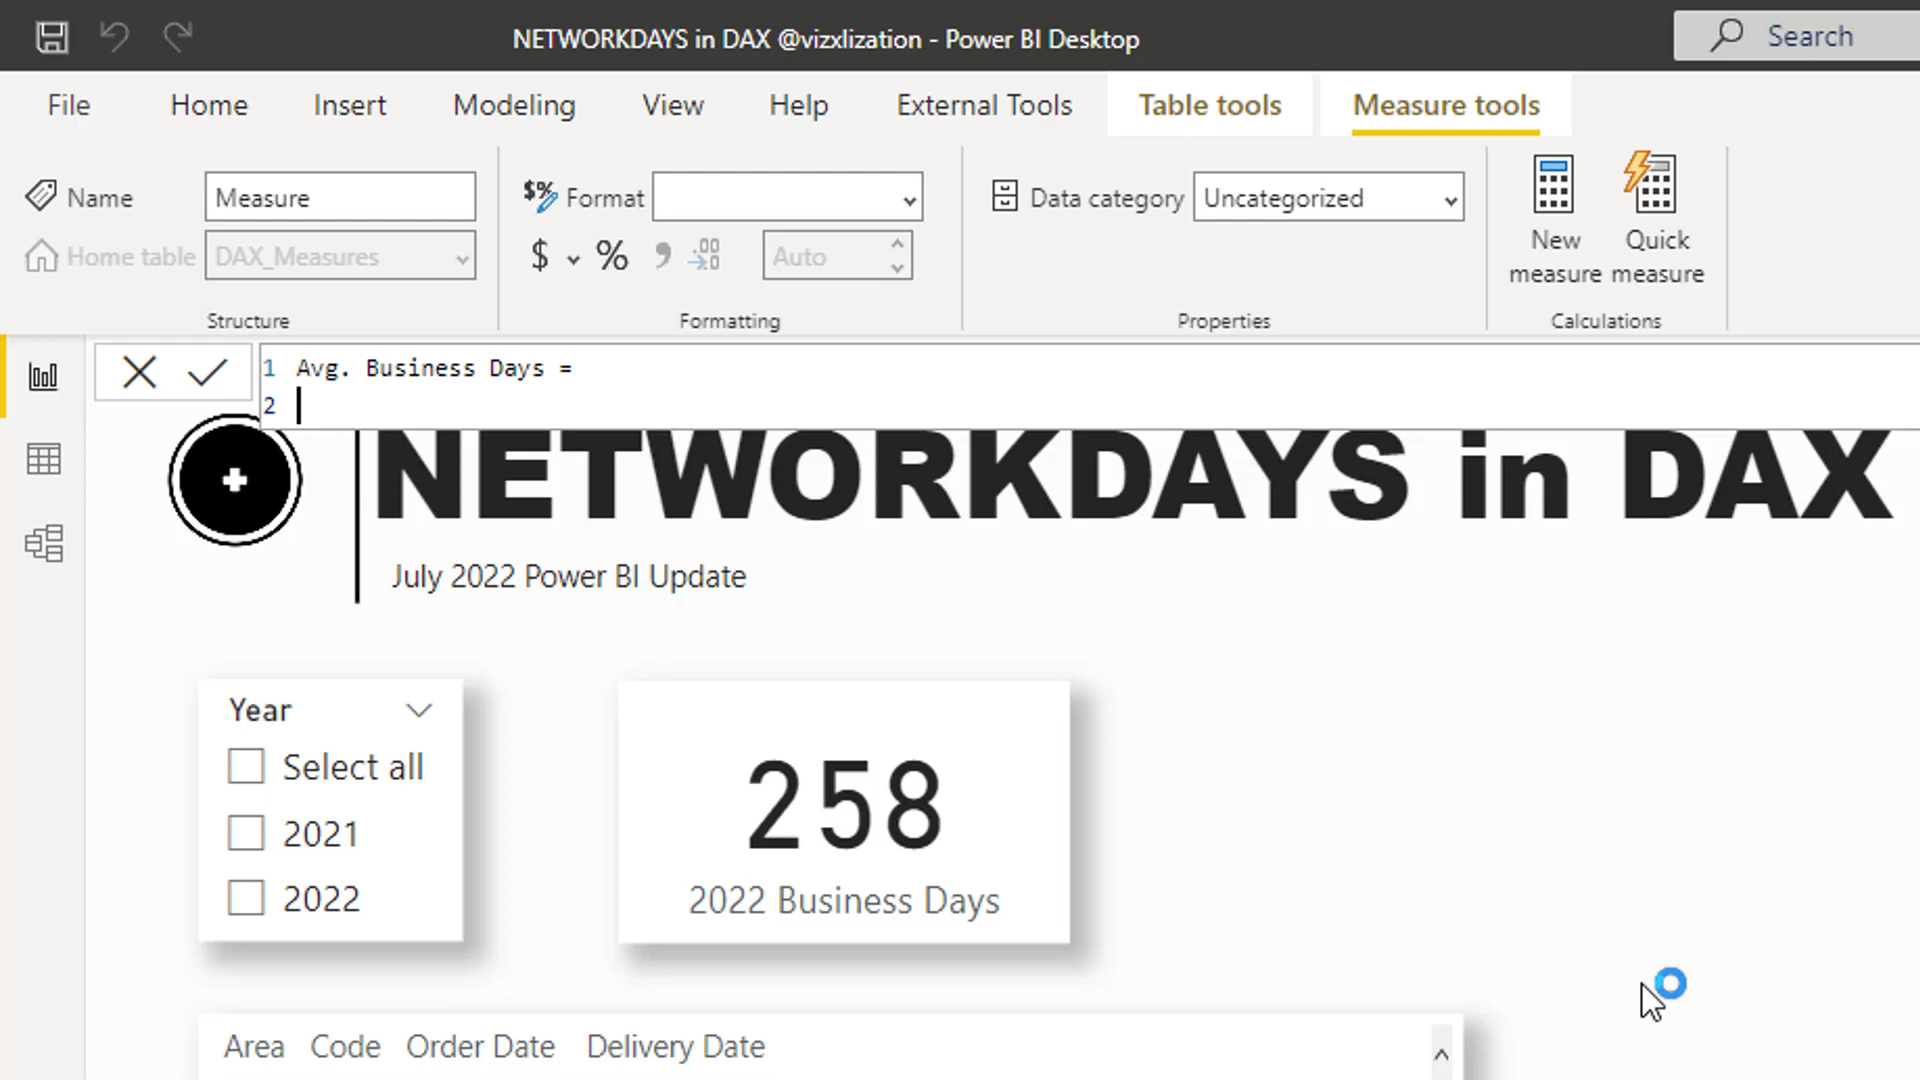 NETWORKDAYS in DAX @vizxlization - Power BI Desktop
Search
File Home Insert Modeling View Help External Tools Table tools Measure tools
Name Measure
Format
Data category Uncategorized
New measure
Quick measure
Home table DAX_Measures
$ % , .00 .0 Auto
Structure Formatting Properties Calculations
1 Avg. Business Days =
2
NETWORKDAYS in DAX
July 2022 Power BI Update
Year
Select all
2021
2022
258
2022 Business Days
Area Code Order Date Delivery Date